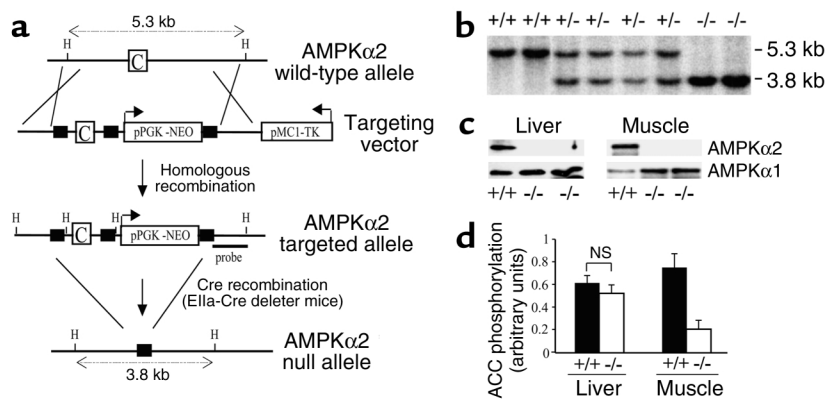 a
5.3 kb
H
H
C
AMPKα2
wild-type allele
C
pPGK-NEO
pMC1-TK
Targeting
vector
Homologous
recombination
H
H
H
H
C
pPGK-NEO
probe
AMPKα2
targeted allele
Cre recombination
(EIIa-Cre deleter mice)
H
H
AMPKα2
null allele
3.8 kb
b
+/+ +/+ +/- +/- +/- +/- -/- -/-
- 5.3 kb
- 3.8 kb
c
Liver Muscle
AMPKα2
AMPKα1
+/+ -/- -/- +/+ -/- -/-
d
ACC phosphorylation
(arbitrary units)
1
0.8
0.6
0.4
0.2
0
NS
+/+ -/- +/+ -/-
Liver Muscle